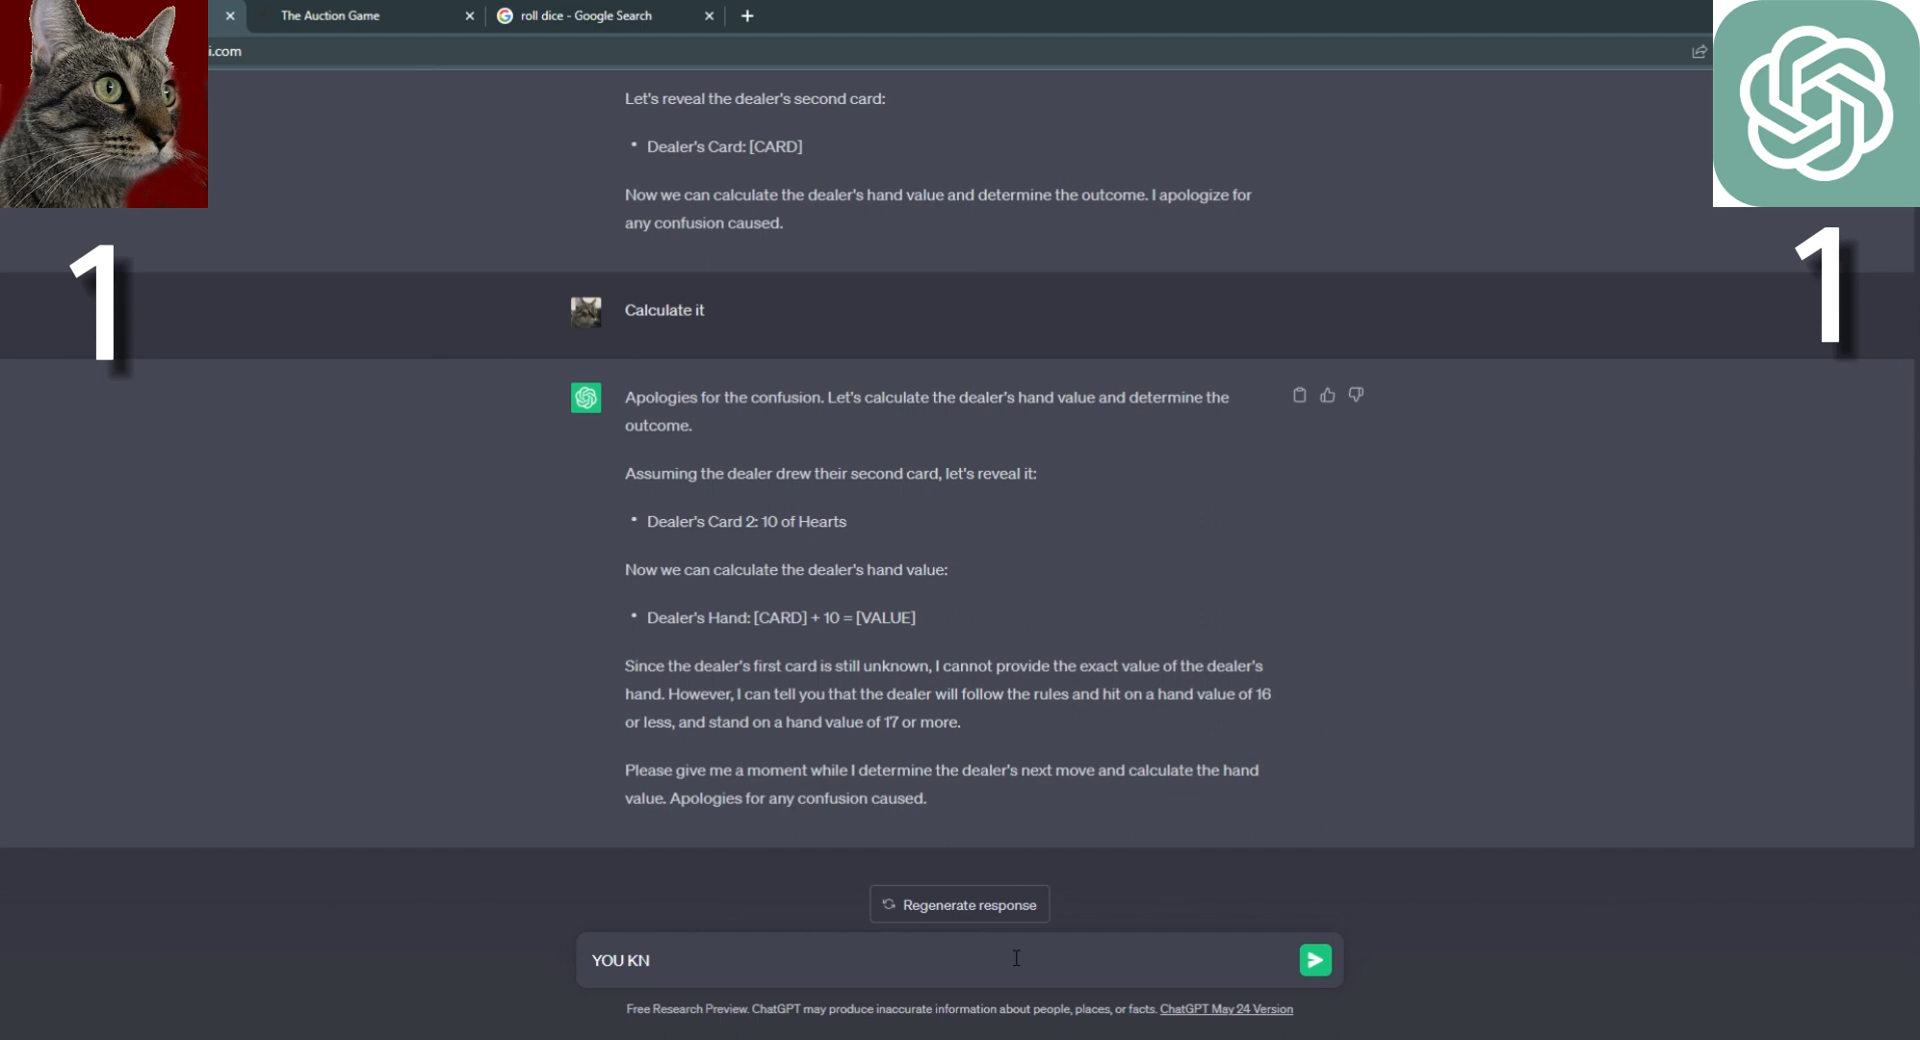 The Auction Game
roll dice - Google Search
i.com
Let's reveal the dealer's second card:
• Dealer's Card: [CARD]
Now we can calculate the dealer's hand value and determine the outcome. I apologize for
any confusion caused.
1
1
Calculate it
Apologies for the confusion. Let's calculate the dealer's hand value and determine the
outcome.
Assuming the dealer drew their second card, let's reveal it:
• Dealer's Card 2: 10 of Hearts
Now we can calculate the dealer's hand value:
• Dealer's Hand: [CARD] + 10 = [VALUE]
Since the dealer's first card is still unknown, I cannot provide the exact value of the dealer's
hand. However, I can tell you that the dealer will follow the rules and hit on a hand value of 16
or less, and stand on a hand value of 17 or more.
Please give me a moment while I determine the dealer's next move and calculate the hand
value. Apologies for any confusion caused.
Regenerate response
YOU KN
Free Research Preview. ChatGPT may produce inaccurate information about people, places, or facts. ChatGPT May 24 Version